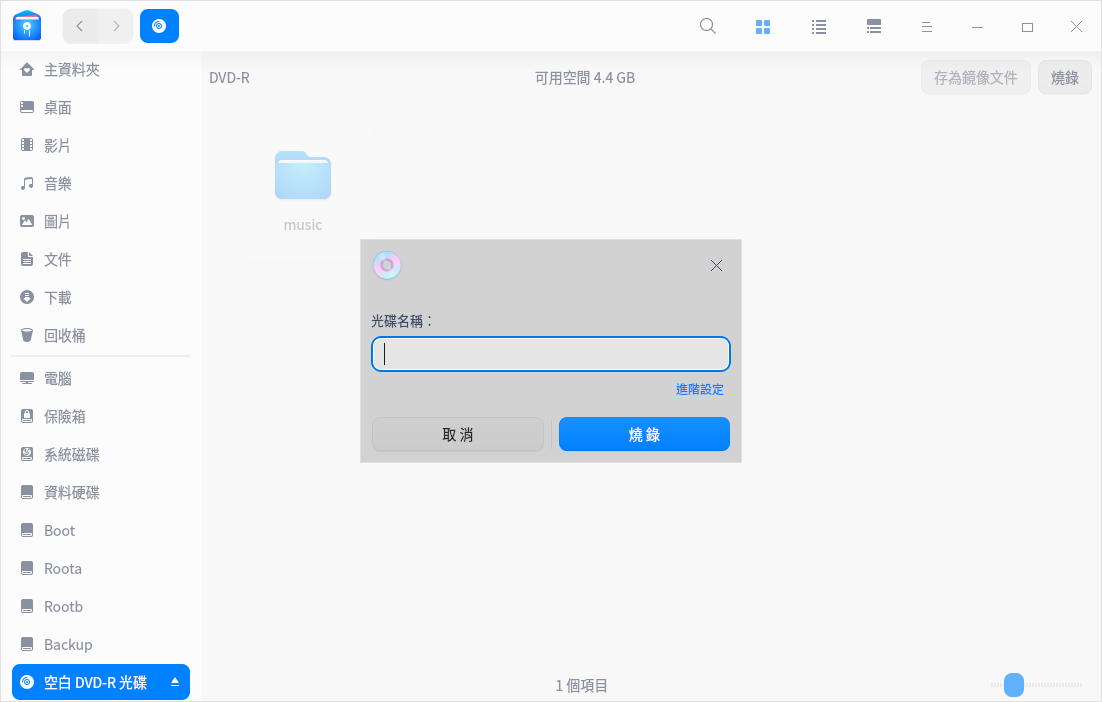 主資料夾
桌面
影片
音樂
圖片
文件
下載
回收桶
電腦
保險箱
系統磁碟
資料硬碟
Boot
Roota
Rootb
Backup
空白 DVD-R 光碟
DVD-R
可用空間 4.4 GB
存為鏡像文件
燒錄
music
光碟名稱：
進階設定
取消
燒錄
1 個項目